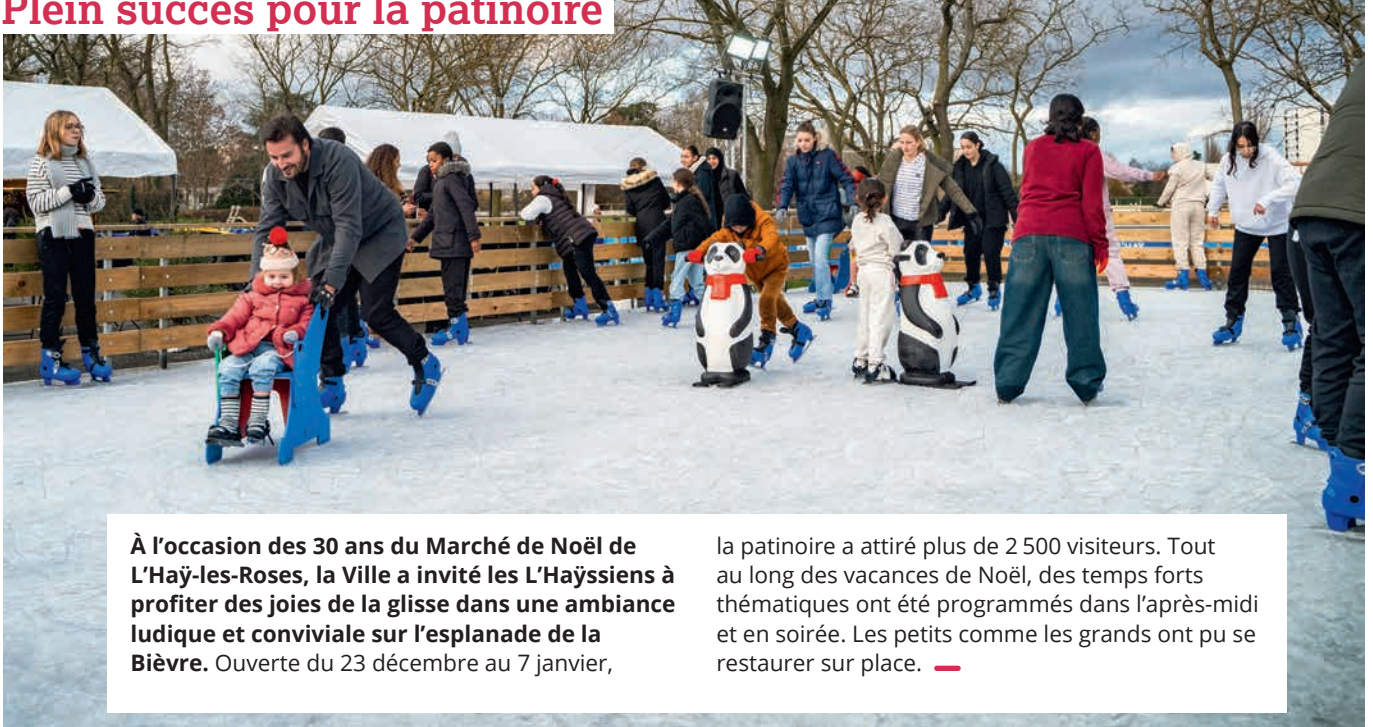 Plein succès pour la patinoire
À l’occasion des 30 ans du Marché de Noël de
L’Haÿ-les-Roses, la Ville a invité les L’Haÿssiens à
profiter des joies de la glisse dans une ambiance
ludique et conviviale sur l’esplanade de la
Bièvre. Ouverte du 23 décembre au 7 janvier,
la patinoire a attiré plus de 2 500 visiteurs. Tout
au long des vacances de Noël, des temps forts
thématiques ont été programmés dans l’après-midi
et en soirée. Les petits comme les grands ont pu se
restaurer sur place.